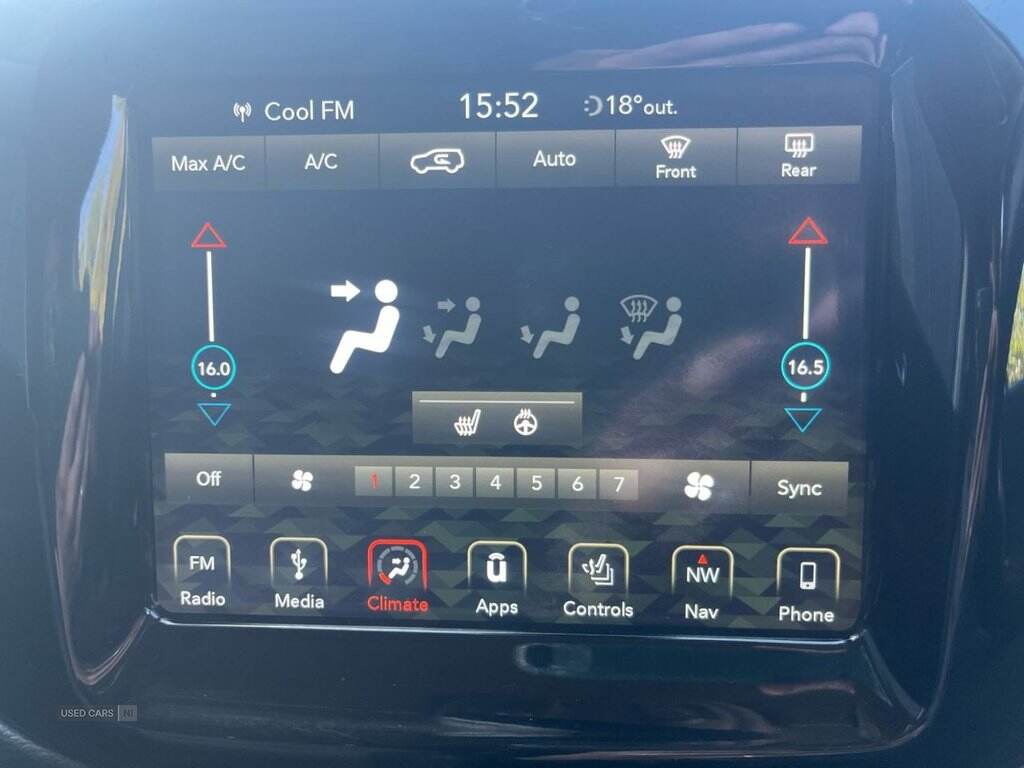 Cool FM 15:52 18° out.
Max A/C A/C Auto Front Rear
16.0 16.5
Off 1 2 3 4 5 6 7 Sync
FM NW
Radio Media Climate Apps Controls Nav Phone
USED CARS NI